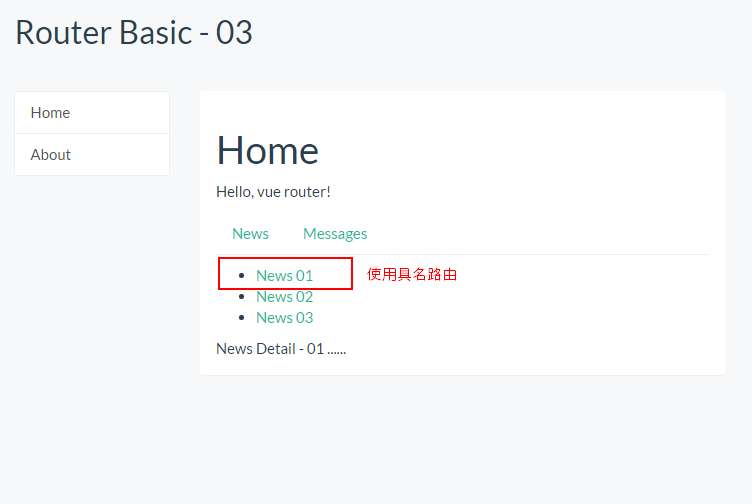 Router Basic - 03
Home
About
Home
Hello, vue router!
News Messages
News 01 使用具名路由
News 02
News 03
News Detail - 01 ......